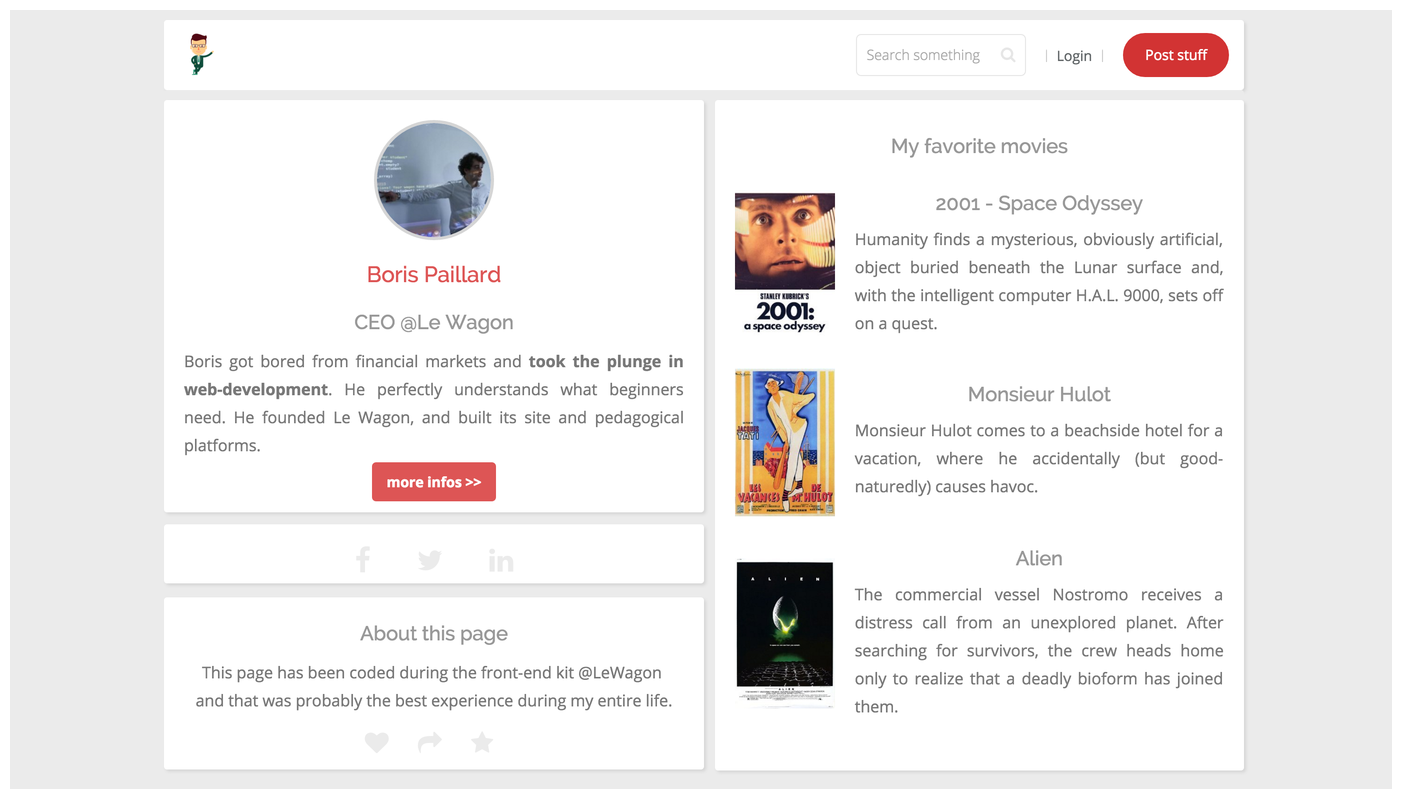 Search something
Login
Post stuff
Boris Paillard
CEO @Le Wagon
Boris got bored from financial markets and took the plunge in
web-development. He perfectly understands what beginners
need. He founded Le Wagon, and built its site and pedagogical
platforms.
more infos >>
About this page
This page has been coded during the front-end kit @LeWagon
and that was probably the best experience during my entire life.
My favorite movies
STANLEY KUBRICK'S
2001:
a space odyssey
2001 - Space Odyssey
Humanity finds a mysterious, obviously artificial,
object buried beneath the Lunar surface and,
with the intelligent computer H.A.L. 9000, sets off
on a quest.
JACQUES
TATI
LES VACANCES
DE Mr HULOT
Monsieur Hulot
Monsieur Hulot comes to a beachside hotel for a
vacation, where he accidentally (but good-
naturedly) causes havoc.
ALIEN
ALIEN
Alien
The commercial vessel Nostromo receives a
distress call from an unexplored planet. After
searching for survivors, the crew heads home
only to realize that a deadly bioform has joined
them.